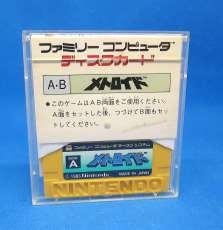 ファミリー コンピュータ
ディスクカード
A・B
メトロイド
●このゲームはAB両面をご使用ください。
A面をセットした後、つづけてB面もセッ
トしてください。
ファミリー コンピュータ ディスク システム
A
メトロイド
Nintendo
MADE IN JAPAN
NINTENDO